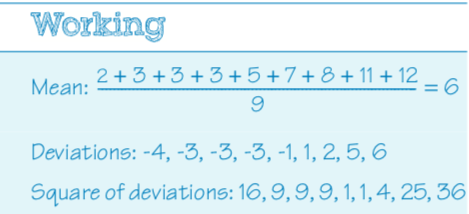 Working
Mean: 2 + 3 + 3 + 3 + 5 + 7 + 8 + 11 + 12 / 9 = 6
Deviations: -4, -3, -3, -3, -1, 1, 2, 5, 6
Square of deviations: 16, 9, 9, 9, 1, 1, 4, 25, 36